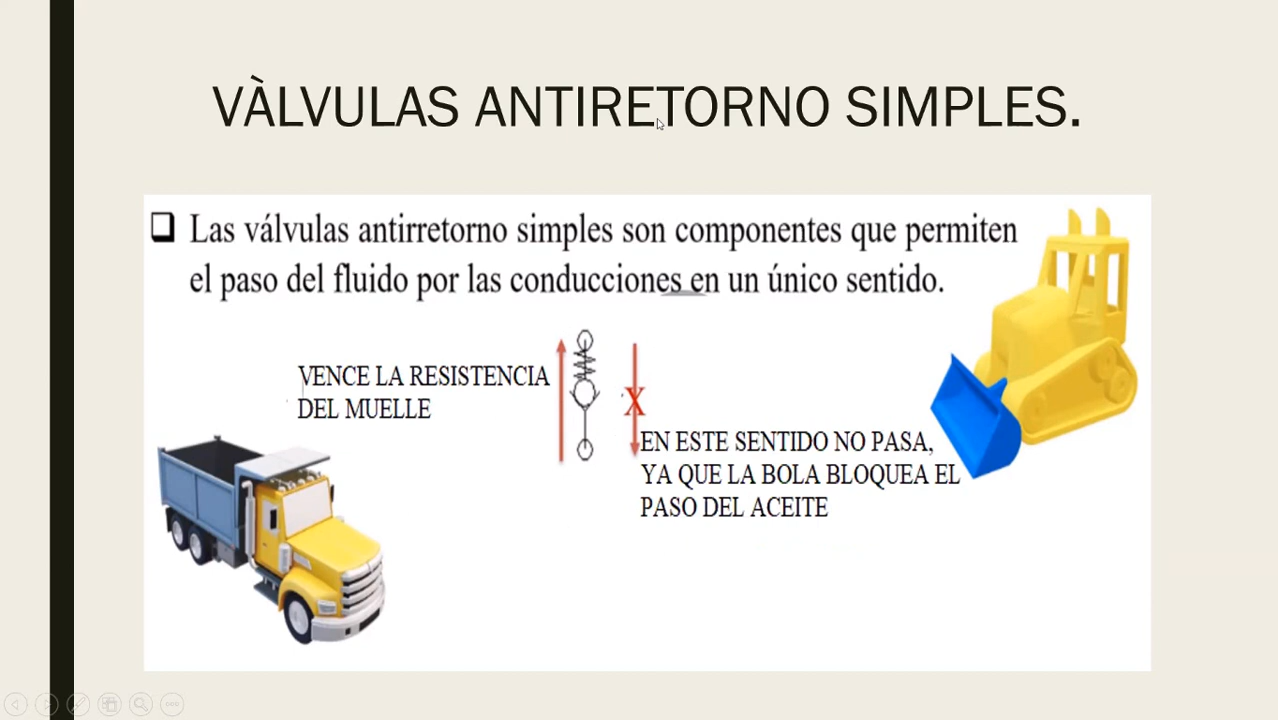 VÀLVULAS ANTIRETORNO SIMPLES.
Las válvulas antirretorno simples son componentes que permiten
el paso del fluido por las conducciones en un único sentido.
VENCE LA RESISTENCIA
DEL MUELLE
X
EN ESTE SENTIDO NO PASA,
YA QUE LA BOLA BLOQUEA EL
PASO DEL ACEITE